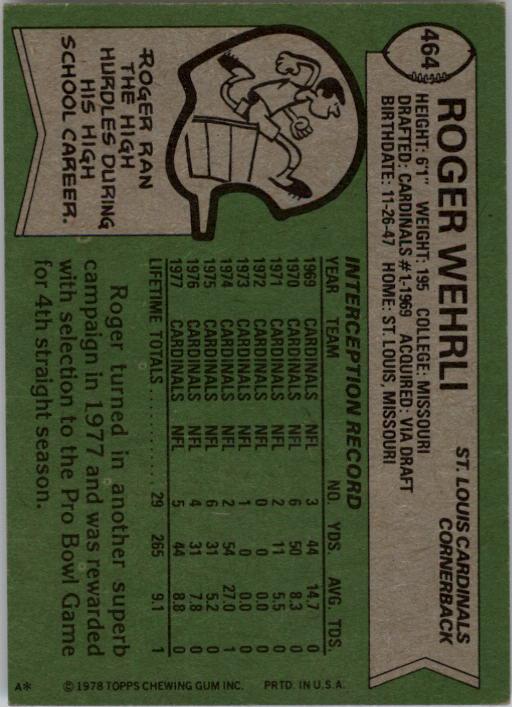 464
ROGER WEHRLI
ST. LOUIS CARDINALS
CORNERBACK
HEIGHT: 6'1" WEIGHT: 195 COLLEGE: MISSOURI
DRAFTED: CARDINALS #1-1969 ACQUIRED: VIA DRAFT
BIRTHDATE: 11-26-47 HOME: ST. LOUIS, MISSOURI
ROGER RAN
THE HIGH
HURDLES DURING
HIS HIGH
SCHOOL CAREER.
INTERCEPTION RECORD
YEAR TEAM NO. YDS. AVG. TDS.
1969 CARDINALS NFL 3 44 14.7 0
1970 CARDINALS NFL 6 50 8.3 0
1971 CARDINALS NFL 2 11 5.5 0
1972 CARDINALS NFL 0 0 0.0 0
1973 CARDINALS NFL 1 0 0.0 0
1974 CARDINALS NFL 2 54 27.0 1
1975 CARDINALS NFL 6 31 5.2 0
1976 CARDINALS NFL 4 31 7.8 0
1977 CARDINALS NFL 5 44 8.8 0
LIFETIME TOTALS .......... 29 265 9.1 1
Roger turned in another superb
campaign in 1977 and was rewarded
with selection to the Pro Bowl Game
for 4th straight season.
A* © 1978 TOPPS CHEWING GUM INC. PRTD. IN U.S.A.